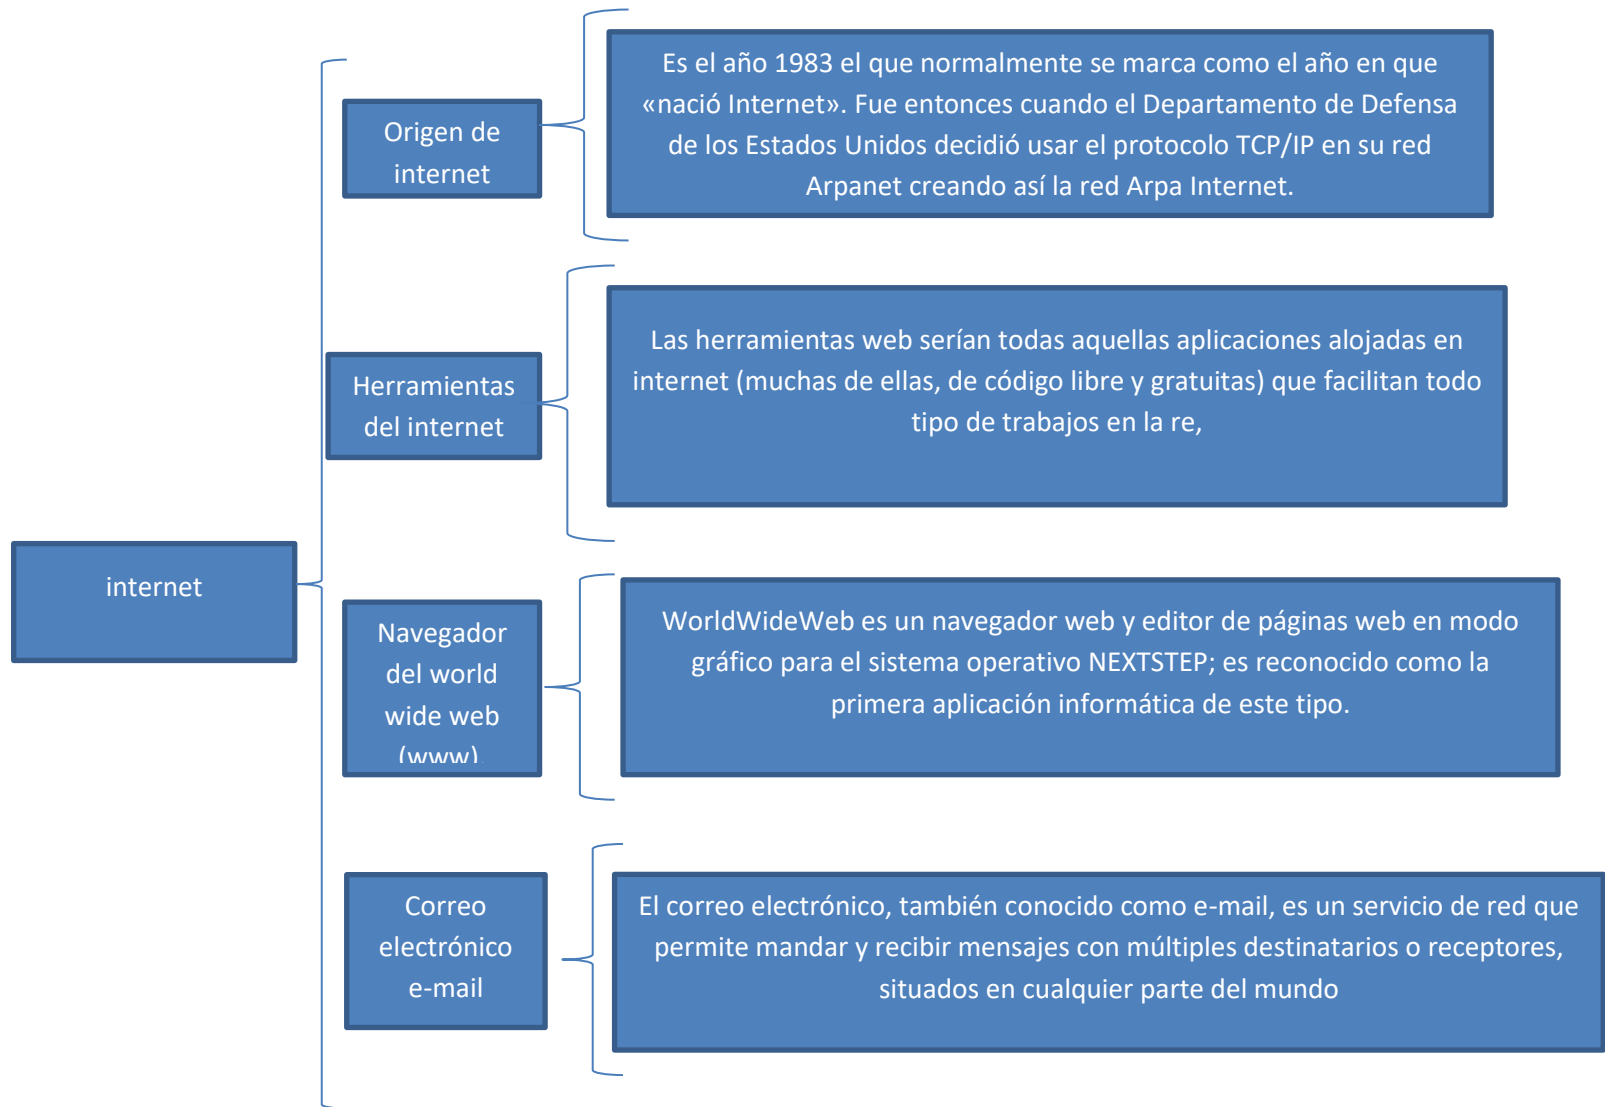 Origen de
internet
Es el año 1983 el que normalmente se marca como el año en que
«nació Internet». Fue entonces cuando el Departamento de Defensa
de los Estados Unidos decidió usar el protocolo TCP/IP en su red
Arpanet creando así la red Arpa Internet.
Herramientas
del internet
Las herramientas web serían todas aquellas aplicaciones alojadas en
internet (muchas de ellas, de código libre y gratuitas) que facilitan todo
tipo de trabajos en la re,
internet
Navegador
del world
wide web
(www)
WorldWideWeb es un navegador web y editor de páginas web en modo
gráfico para el sistema operativo NEXTSTEP; es reconocido como la
primera aplicación informática de este tipo.
Correo
electrónico
e-mail
El correo electrónico, también conocido como e-mail, es un servicio de red que
permite mandar y recibir mensajes con múltiples destinatarios o receptores,
situados en cualquier parte del mundo